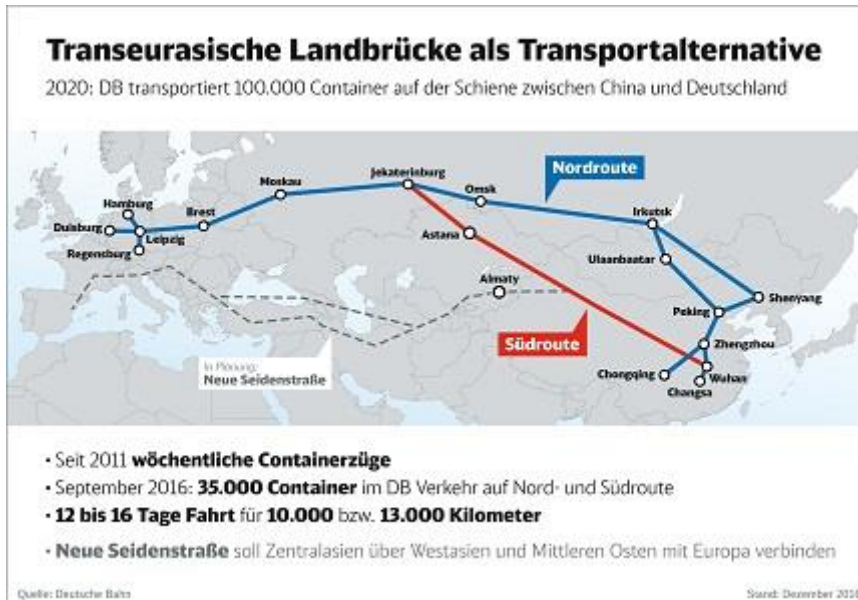 Transeurasische Landbrücke als Transportalternative
2020: DB transportiert 100.000 Container auf der Schiene zwischen China und Deutschland
Nordroute
Jekaterinburg
Moskau
Omsk
Hamburg
Brest
Irkutsk
Duisburg
Leipzig
Astana
Regensburg
Ulaanbaatar
Almaty
Shenyang
Peking
Südroute
Zhengzhou
In Planung:
Neue Seidenstraße
Chongqing
Wuhan
Changsa
• Seit 2011 wöchentliche Containerzüge
• September 2016: 35.000 Container im DB Verkehr auf Nord- und Südroute
• 12 bis 16 Tage Fahrt für 10.000 bzw. 13.000 Kilometer
• Neue Seidenstraße soll Zentralasien über Westasien und Mittleren Osten mit Europa verbinden
Quelle: Deutsche Bahn
Stand: Dezember 2016